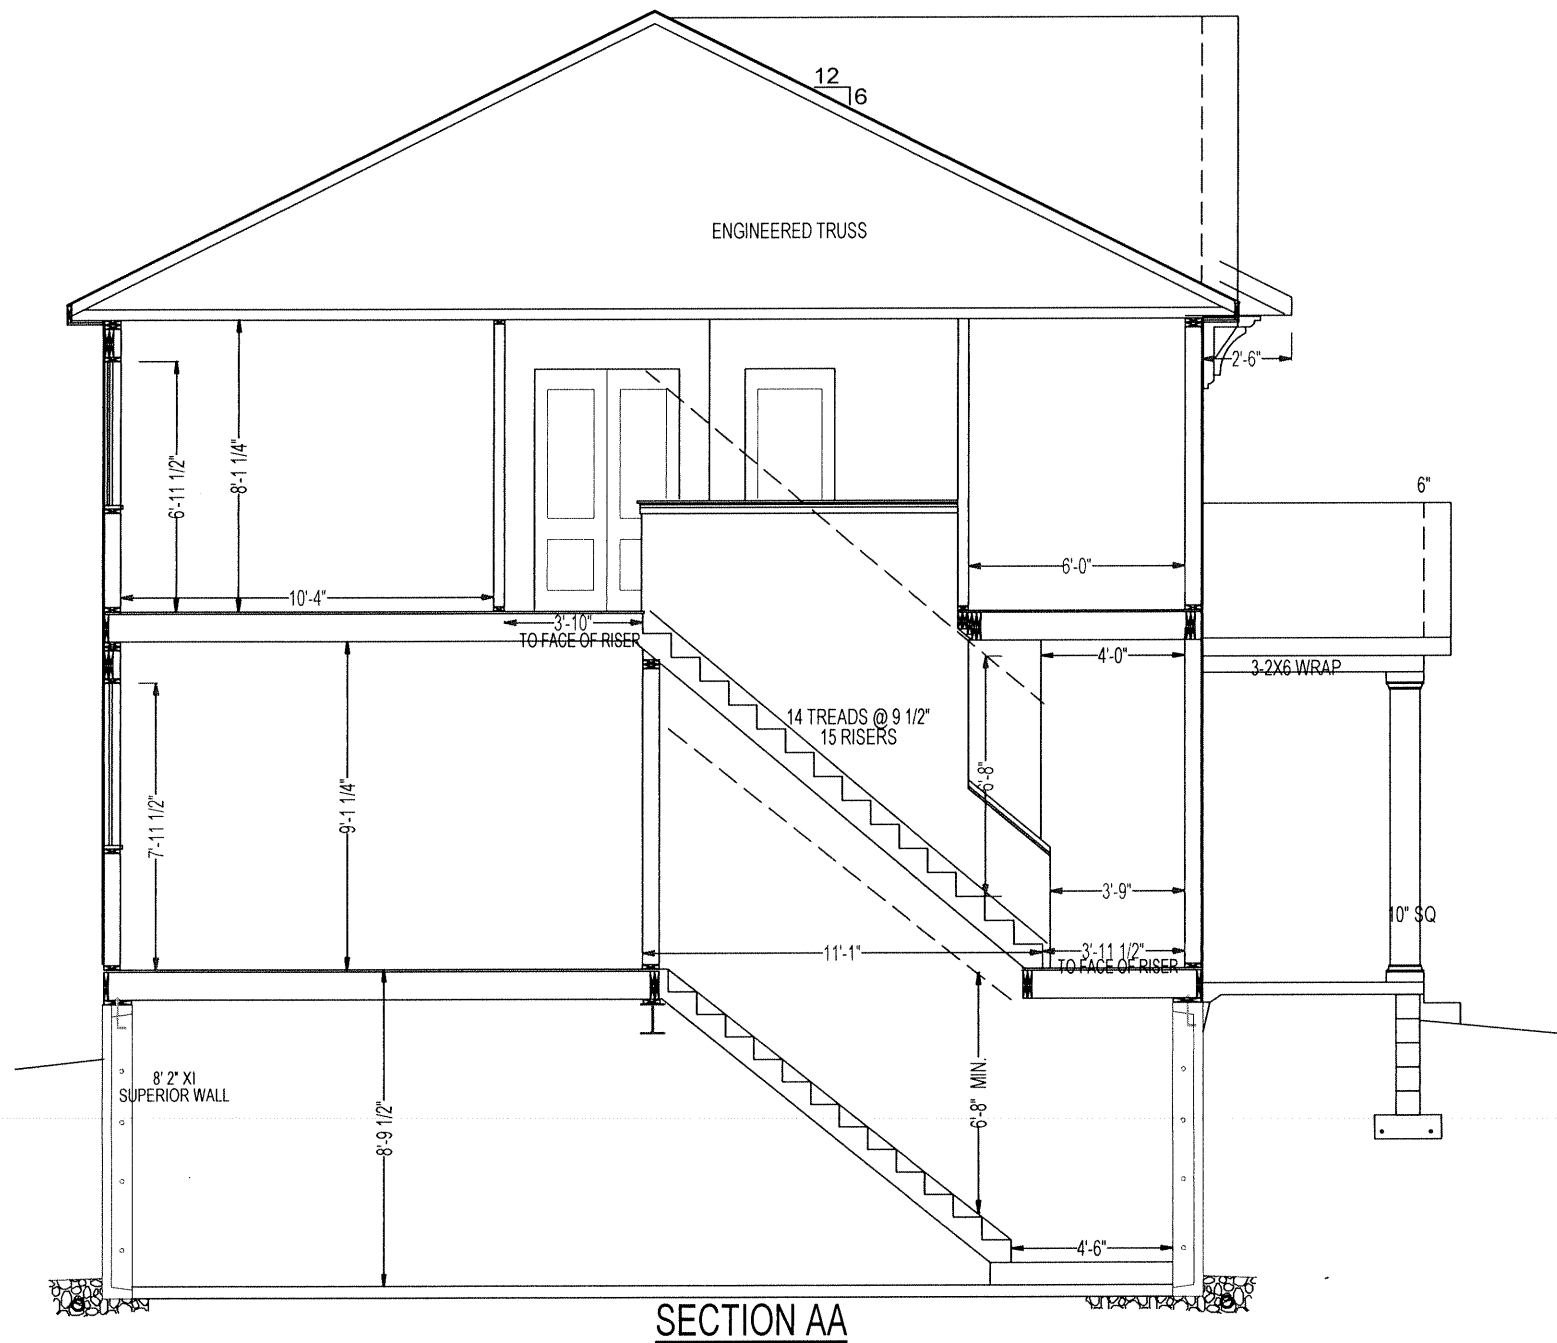 12
6
ENGINEERED TRUSS
2'-6"
6'-11 1/2"
8'-1 1/4"
6"
10'-4"
6'-0"
3'-10"
TO FACE OF RISER
4'-0"
3-2X6 WRAP
14 TREADS @ 9 1/2"
15 RISERS
6'-8"
7'-11 1/2"
9'-1 1/4"
3'-9"
10" SQ
11'-1"
3'-11 1/2"
TO FACE OF RISER
8' 2" XI
SUPERIOR WALL
6'-8" MIN.
8'-9 1/2"
4'-6"
SECTION AA